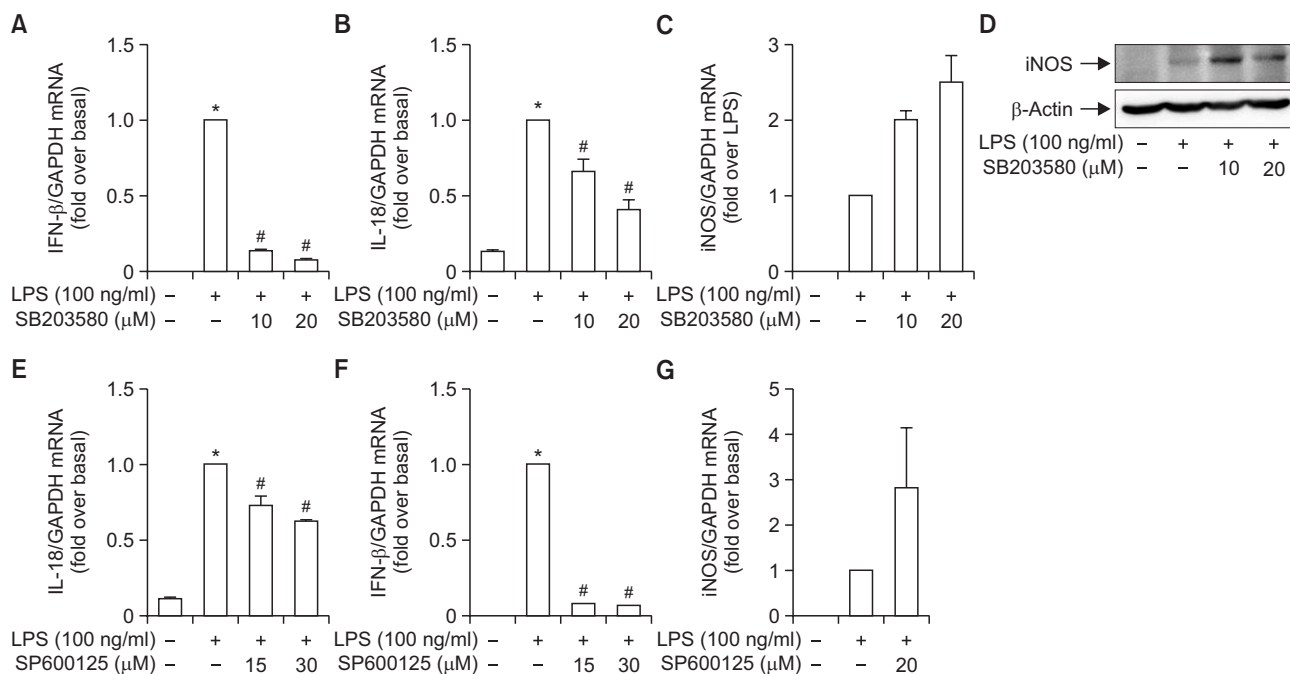 A
IFN-β/GAPDH mRNA
(fold over basal)
1.5
1.0
0.5
0
*
#
#
LPS (100 ng/ml) – + + +
SB203580 (μM) – – 10 20
B
IL-18/GAPDH mRNA
(fold over basal)
1.5
1.0
0.5
0
*
#
#
LPS (100 ng/ml) – + + +
SB203580 (μM) – – 10 20
C
iNOS/GAPDH mRNA
(fold over LPS)
3
2
1
0
LPS (100 ng/ml) – + + +
SB203580 (μM) – – 10 20
D
iNOS
β-Actin
LPS (100 ng/ml) – + + +
SB203580 (μM) – – 10 20
E
IL-18/GAPDH mRNA
(fold over basal)
1.5
1.0
0.5
0
*
#
#
LPS (100 ng/ml) – + + +
SP600125 (μM) – – 15 30
F
IFN-β/GAPDH mRNA
(fold over basal)
1.5
1.0
0.5
0
*
#
#
LPS (100 ng/ml) – + + +
SP600125 (μM) – – 15 30
G
iNOS/GAPDH mRNA
(fold over basal)
5
4
3
2
1
0
LPS (100 ng/ml) – + +
SP600125 (μM) – – 20